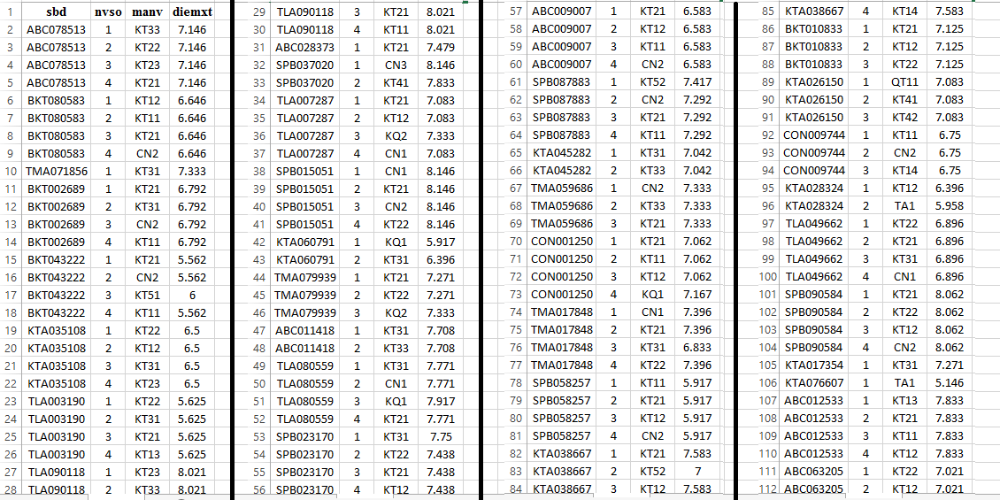 1 sbd nvso manv diemxt
2 ABC078513 1 KT33 7.146
3 ABC078513 2 KT22 7.146
4 ABC078513 3 KT23 7.146
5 ABC078513 4 KT21 7.146
6 BKT080583 1 KT12 6.646
7 BKT080583 2 KT11 6.646
8 BKT080583 3 KT21 6.646
9 BKT080583 4 CN2 6.646
10 TMA071856 1 KT31 7.333
11 BKT002689 1 KT21 6.792
12 BKT002689 2 KT31 6.792
13 BKT002689 3 CN2 6.792
14 BKT002689 4 KT11 6.792
15 BKT043222 1 KT21 5.562
16 BKT043222 2 CN2 5.562
17 BKT043222 3 KT51 6
18 BKT043222 4 KT11 5.562
19 KTA035108 1 KT22 6.5
20 KTA035108 2 KT12 6.5
21 KTA035108 3 KT31 6.5
22 KTA035108 4 KT23 6.5
23 TLA003190 1 KT22 5.625
24 TLA003190 2 KT31 5.625
25 TLA003190 3 KT21 5.625
26 TLA003190 4 KT13 5.625
27 TLA090118 1 KT23 8.021
28 TLA090118 2 KT33 8.021
29 TLA090118 3 KT21 8.021
30 TLA090118 4 KT11 8.021
31 ABC028373 1 KT21 7.479
32 SPB037020 1 CN3 8.146
33 SPB037020 2 KT41 7.833
34 TLA007287 1 KT21 7.083
35 TLA007287 2 KT12 7.083
36 TLA007287 3 KQ2 7.333
37 TLA007287 4 CN1 7.083
38 SPB015051 1 CN1 8.146
39 SPB015051 2 KT21 8.146
40 SPB015051 3 CN2 8.146
41 SPB015051 4 KT22 8.146
42 KTA060791 1 KQ1 5.917
43 KTA060791 2 KT31 6.396
44 TMA079939 1 KT21 7.271
45 TMA079939 2 KT22 7.271
46 TMA079939 3 KQ2 7.333
47 ABC011418 1 KT31 7.708
48 ABC011418 2 KT33 7.708
49 TLA080559 1 KT31 7.771
50 TLA080559 2 CN1 7.771
51 TLA080559 3 KQ1 7.917
52 TLA080559 4 KT21 7.771
53 SPB023170 1 KT31 7.75
54 SPB023170 2 KT22 7.438
55 SPB023170 3 KT21 7.438
56 SPB023170 4 KT12 7.438
57 ABC009007 1 KT21 6.583
58 ABC009007 2 KT12 6.583
59 ABC009007 3 KT11 6.583
60 ABC009007 4 CN2 6.583
61 SPB087883 1 KT52 7.417
62 SPB087883 2 CN2 7.292
63 SPB087883 3 KT21 7.292
64 SPB087883 4 KT11 7.292
65 KTA045282 1 KT31 7.042
66 KTA045282 2 KT33 7.042
67 TMA059686 1 CN2 7.333
68 TMA059686 2 KT33 7.333
69 TMA059686 3 KT21 7.333
70 CON001250 1 KT21 7.062
71 CON001250 2 KT11 7.062
72 CON001250 3 KT12 7.062
73 CON001250 4 KQ1 7.167
74 TMA017848 1 CN1 7.396
75 TMA017848 2 KT21 7.396
76 TMA017848 3 KT31 6.833
77 TMA017848 4 KT22 7.396
78 SPB058257 1 KT11 5.917
79 SPB058257 2 KT21 5.917
80 SPB058257 3 KT12 5.917
81 SPB058257 4 CN2 5.917
82 KTA038667 1 KT21 7.583
83 KTA038667 2 KT52 7
84 KTA038667 3 KT12 7.583
85 KTA038667 4 KT14 7.583
86 BKT010833 1 KT21 7.125
87 BKT010833 2 KT12 7.125
88 BKT010833 3 KT22 7.125
89 KTA026150 1 QT11 7.083
90 KTA026150 2 KT41 7.083
91 KTA026150 3 KT42 7.083
92 CON009744 1 KT11 6.75
93 CON009744 2 CN2 6.75
94 CON009744 3 KT14 6.75
95 KTA028324 1 KT12 6.396
96 KTA028324 2 TA1 5.958
97 TLA049662 1 KT22 6.896
98 TLA049662 2 KT21 6.896
99 TLA049662 3 KT31 6.896
100 TLA049662 4 CN1 6.896
101 SPB090584 1 KT21 8.062
102 SPB090584 2 KT22 8.062
103 SPB090584 3 KT12 8.062
104 SPB090584 4 CN2 8.062
105 KTA017354 1 KT31 7.271
106 KTA076607 1 TA1 5.146
107 ABC012533 1 KT13 7.833
108 ABC012533 2 KT21 7.833
109 ABC012533 3 KT11 7.833
110 ABC012533 4 KT12 7.833
111 ABC063205 1 KT22 7.021
112 ABC063205 2 KT12 7.021